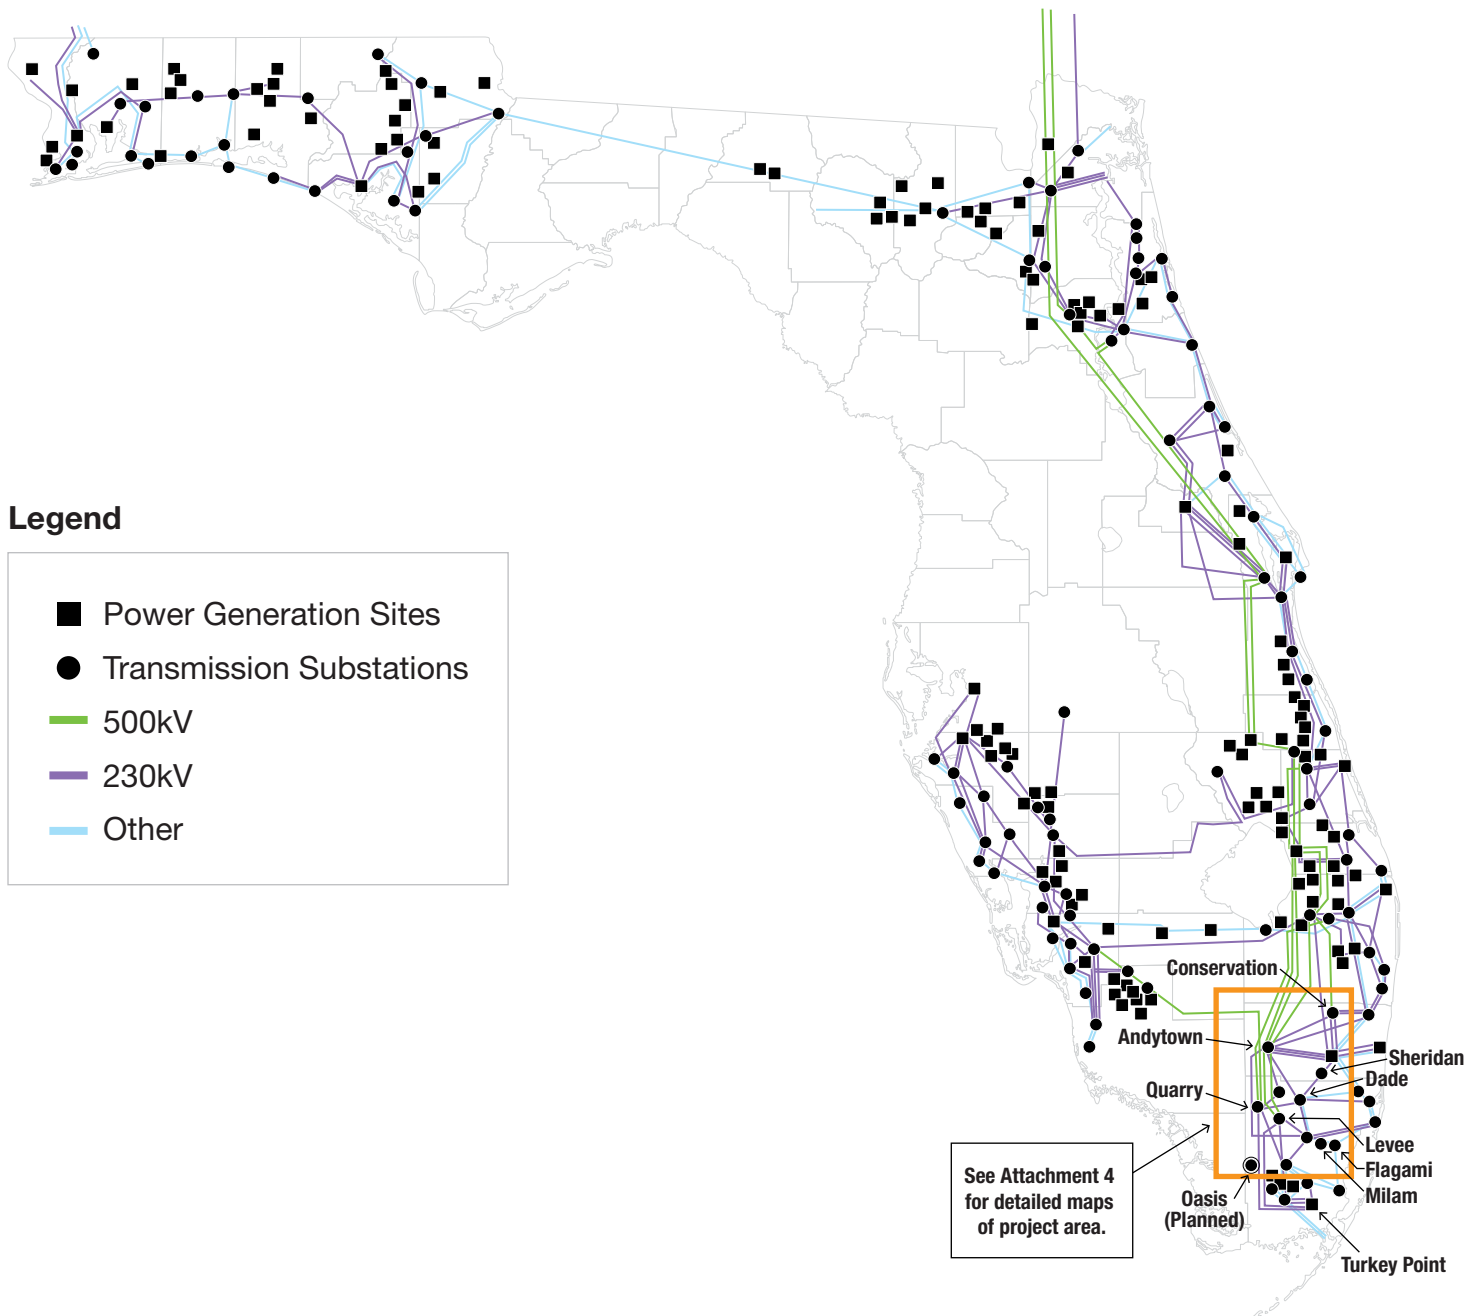 Legend
Power Generation Sites
Transmission Substations
500kV
230kV
Other
Conservation
Andytown
Sheridan
Dade
Quarry
Levee
Flagami
Milam
See Attachment 4
for detailed maps
of project area.
Oasis
(Planned)
Turkey Point